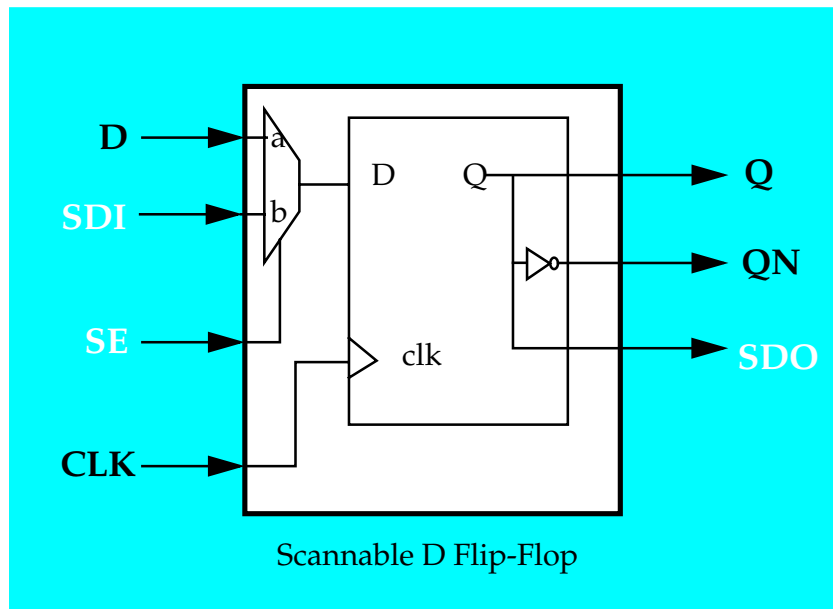 D
a
D
Q
Q
SDI
b
QN
SE
clk
SDO
CLK
Scannable D Flip-Flop